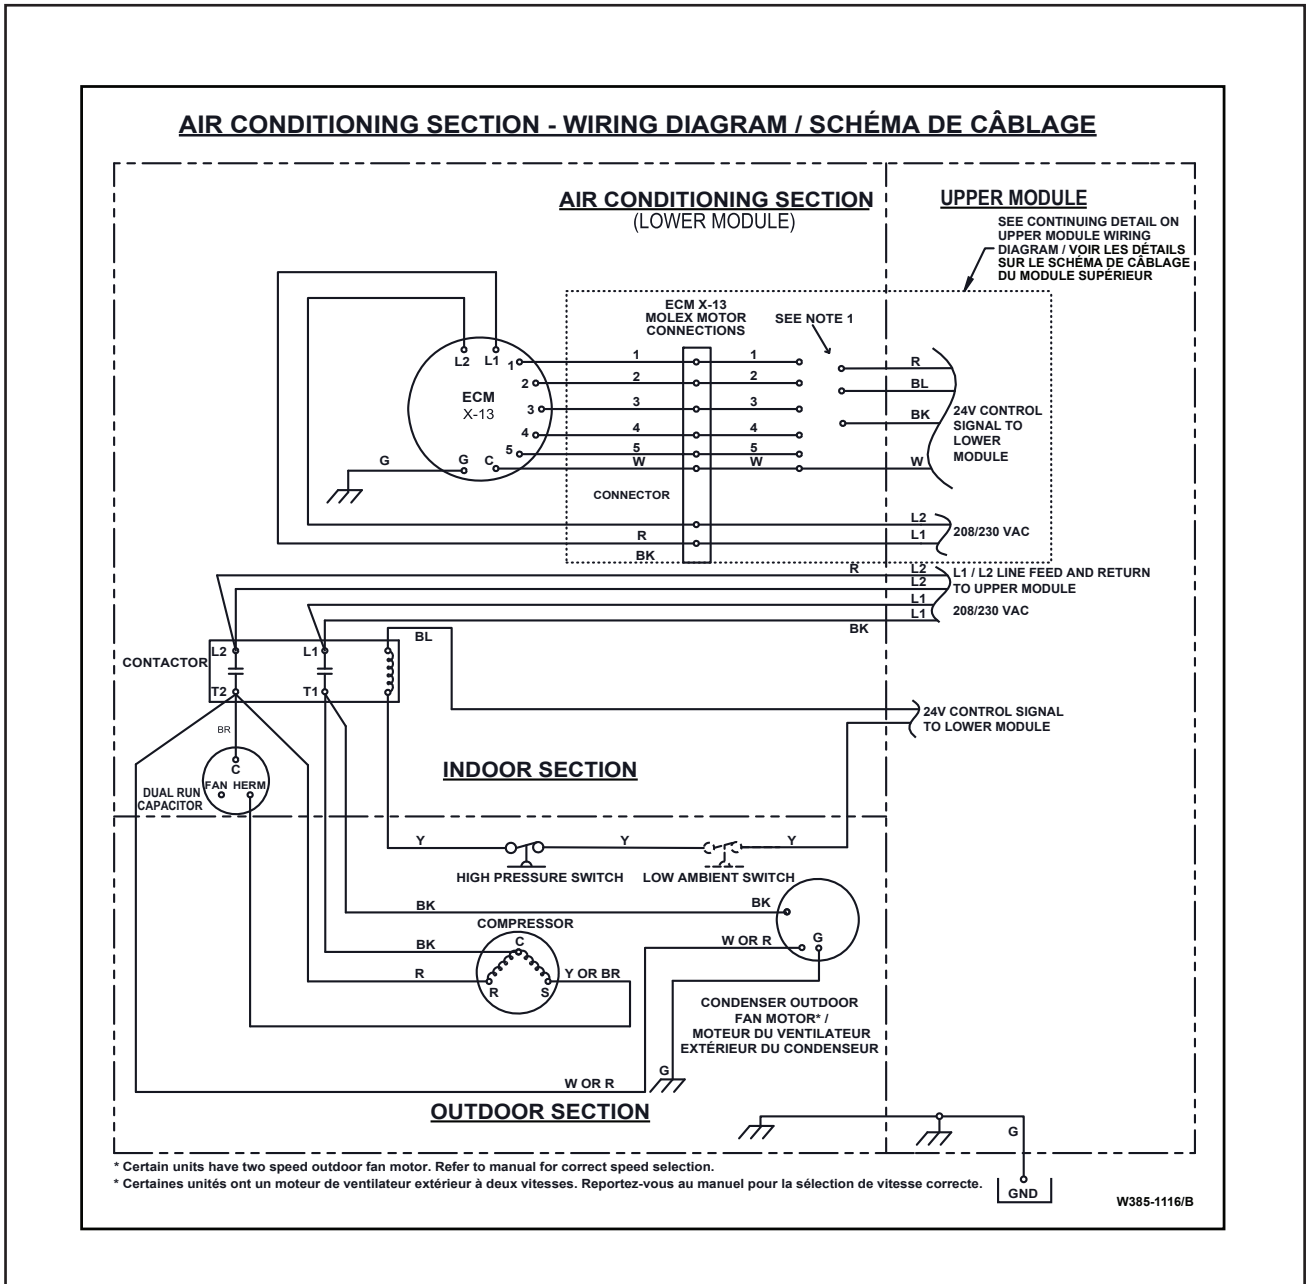 AIR CONDITIONING SECTION - WIRING DIAGRAM / SCHÉMA DE CÂBLAGE
AIR CONDITIONING SECTION
(LOWER MODULE)
UPPER MODULE
SEE CONTINUING DETAIL ON
UPPER MODULE WIRING
DIAGRAM / VOIR LES DÉTAILS
SUR LE SCHÉMA DE CÂBLAGE
DU MODULE SUPÉRIEUR
ECM X-13
MOLEX MOTOR
CONNECTIONS
SEE NOTE 1
L2 L1
ECM
X-13
1 1 1 R
2 2 2 BL
3 3 3 BK
4 4 4
5 5 5
G G C W W W
24V CONTROL
SIGNAL TO
LOWER
MODULE
CONNECTOR
L2
R L1
BK
208/230 VAC
R L2
L2
L1
BK L1
L1 / L2 LINE FEED AND RETURN
TO UPPER MODULE
208/230 VAC
BL
CONTACTOR
L2 L1
T2 T1
24V CONTROL SIGNAL
TO LOWER MODULE
BR
C
FAN HERM
DUAL RUN
CAPACITOR
INDOOR SECTION
Y Y Y
HIGH PRESSURE SWITCH
LOW AMBIENT SWITCH
BK BK
COMPRESSOR
BK C
W OR R G
R Y OR BR
R S
CONDENSER OUTDOOR
FAN MOTOR* /
MOTEUR DU VENTILATEUR
EXTÉRIEUR DU CONDENSEUR
G
W OR R
OUTDOOR SECTION
G
GND
* Certain units have two speed outdoor fan motor. Refer to manual for correct speed selection.
* Certaines unités ont un moteur de ventilateur extérieur à deux vitesses. Reportez-vous au manuel pour la sélection de vitesse correcte.
W385-1116/B